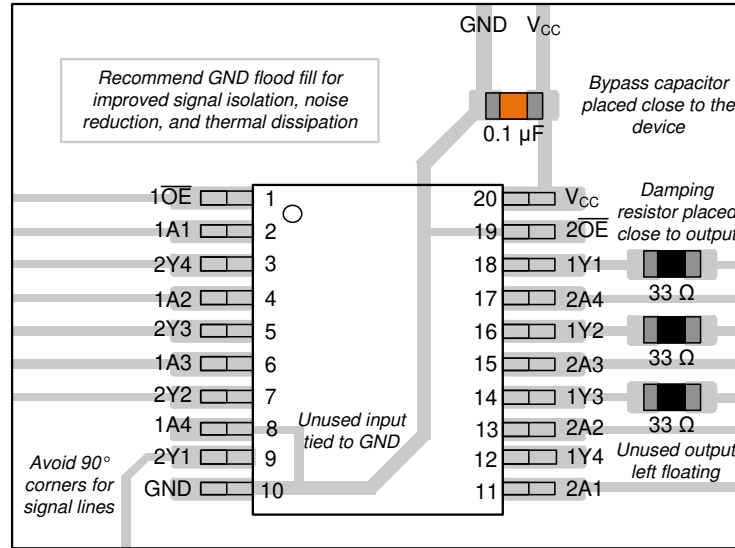 GND V_CC
Recommend GND flood fill for
improved signal isolation, noise
reduction, and thermal dissipation
Bypass capacitor
placed close to the
device
0.1 µF
1O̅E̅ 1 20 V_CC
1A1 2 19 2O̅E̅
2Y4 3 18 1Y1
1A2 4 17 2A4
2Y3 5 16 1Y2
1A3 6 15 2A3
2Y2 7 14 1Y3
1A4 8 13 2A2
2Y1 9 12 1Y4
GND 10 11 2A1
Damping
resistor placed
close to output
33 Ω
33 Ω
33 Ω
Unused input
tied to GND
Unused output
left floating
Avoid 90°
corners for
signal lines